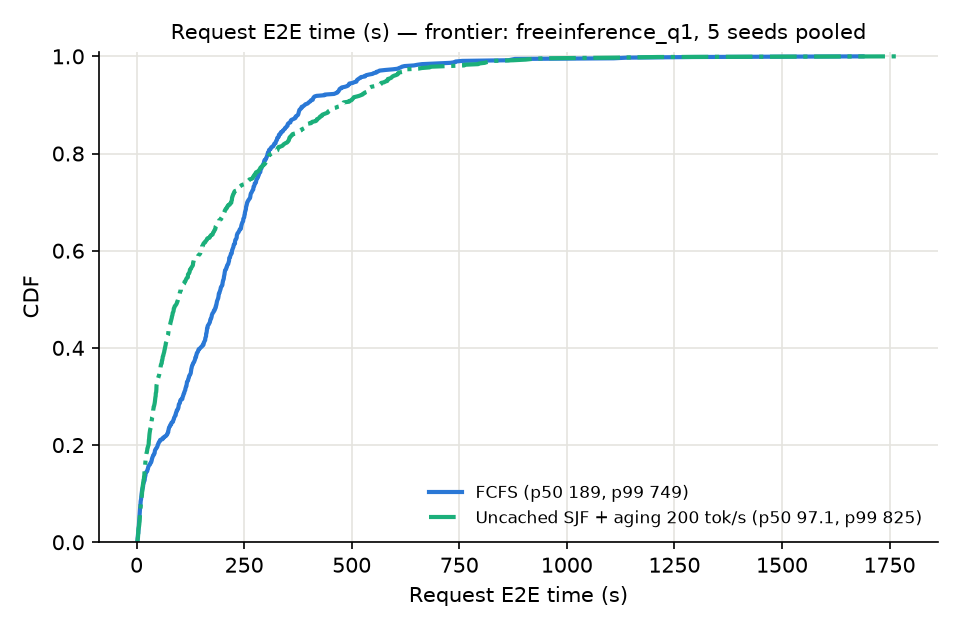 Request E2E time (s) — frontier: freeinference_q1, 5 seeds pooled
CDF
1.0
0.8
0.6
0.4
0.2
0.0
FCFS (p50 189, p99 749)
Uncached SJF + aging 200 tok/s (p50 97.1, p99 825)
0 250 500 750 1000 1250 1500 1750
Request E2E time (s)